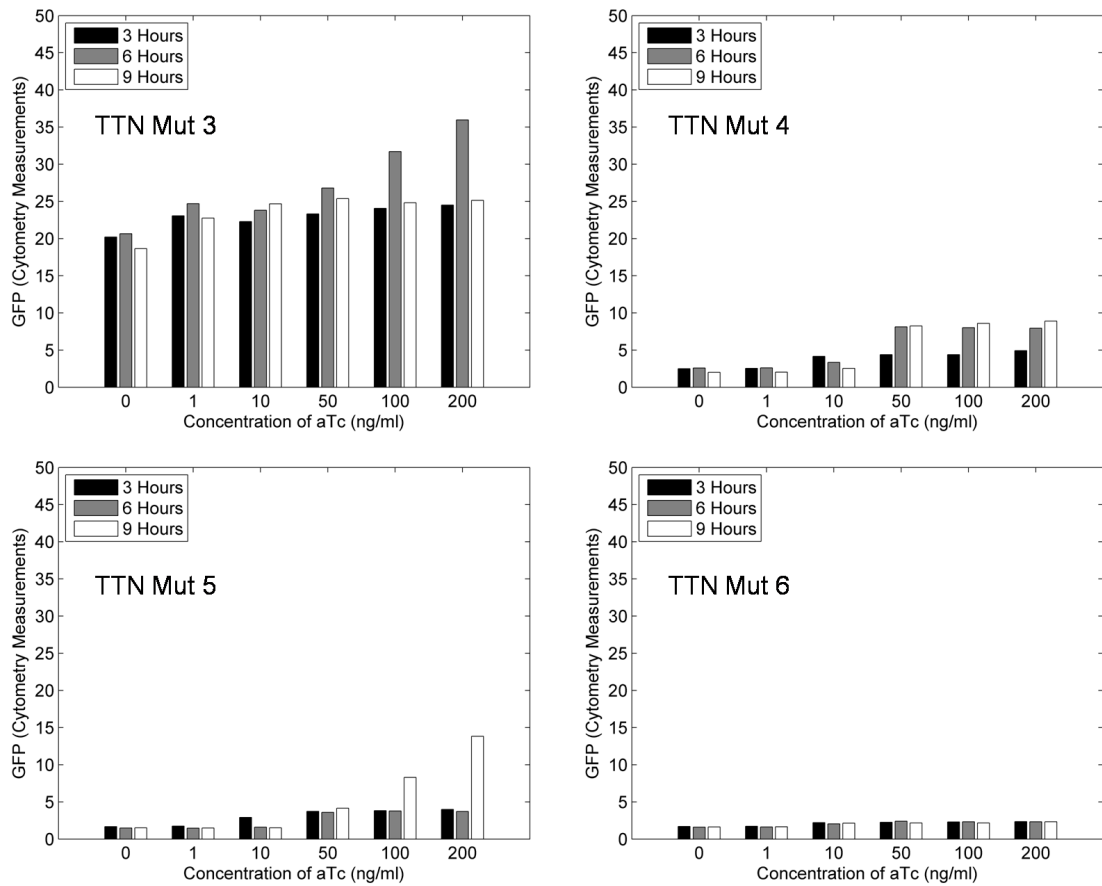 50
45
40
35
30
25
20
15
10
5
0
GFP (Cytometry Measurements)
3 Hours
6 Hours
9 Hours
TTN Mut 3
0 1 10 50 100 200
Concentration of aTc (ng/ml)
50
45
40
35
30
25
20
15
10
5
0
GFP (Cytometry Measurements)
3 Hours
6 Hours
9 Hours
TTN Mut 4
0 1 10 50 100 200
Concentration of aTc (ng/ml)
50
45
40
35
30
25
20
15
10
5
0
GFP (Cytometry Measurements)
3 Hours
6 Hours
9 Hours
TTN Mut 5
0 1 10 50 100 200
Concentration of aTc (ng/ml)
50
45
40
35
30
25
20
15
10
5
0
GFP (Cytometry Measurements)
3 Hours
6 Hours
9 Hours
TTN Mut 6
0 1 10 50 100 200
Concentration of aTc (ng/ml)